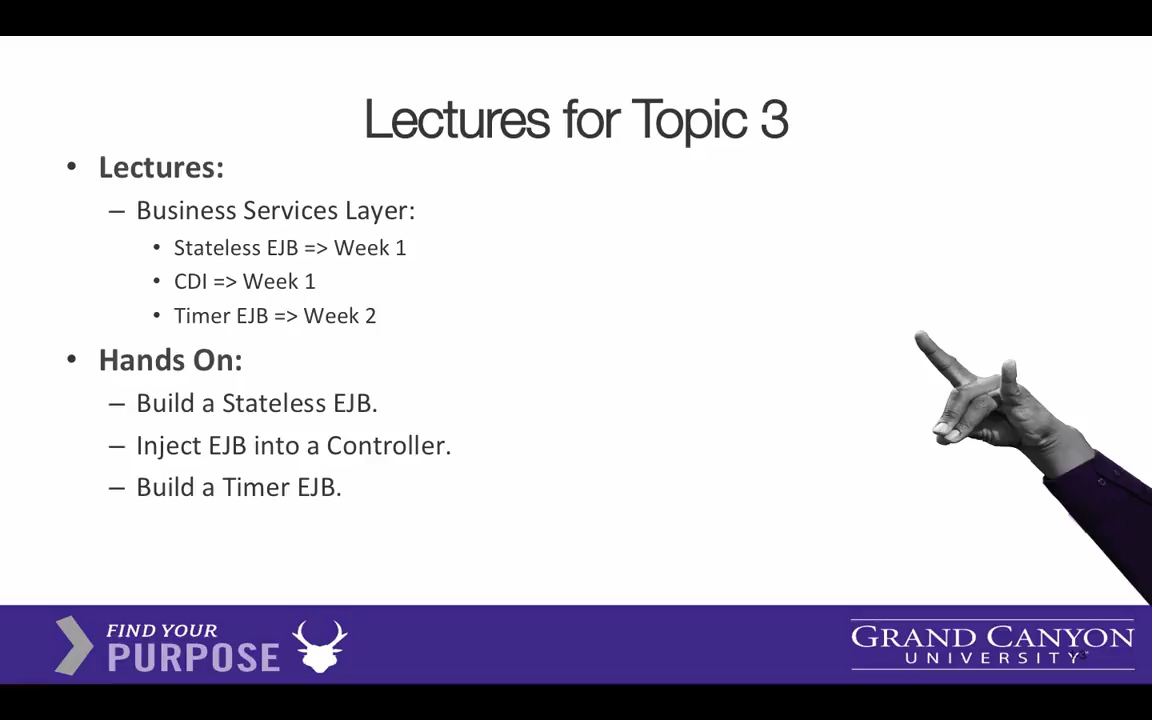 Lectures for Topic 3
• Lectures:
– Business Services Layer:
• Stateless EJB => Week 1
• CDI => Week 1
• Timer EJB => Week 2
• Hands On:
– Build a Stateless EJB.
– Inject EJB into a Controller.
– Build a Timer EJB.
FIND YOUR
PURPOSE
GRAND CANYON
UNIVERSITY